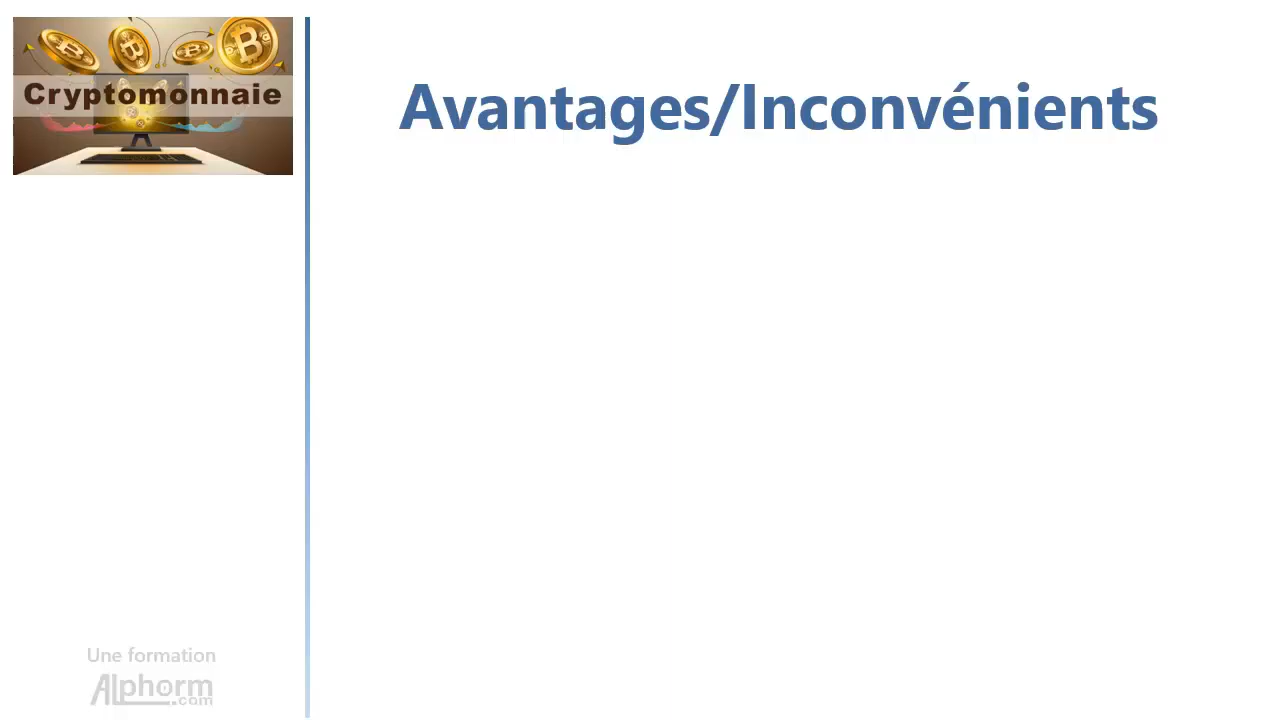 Cryptomonnaie
Avantages/Inconvénients
Une formation
Alphorm
.com